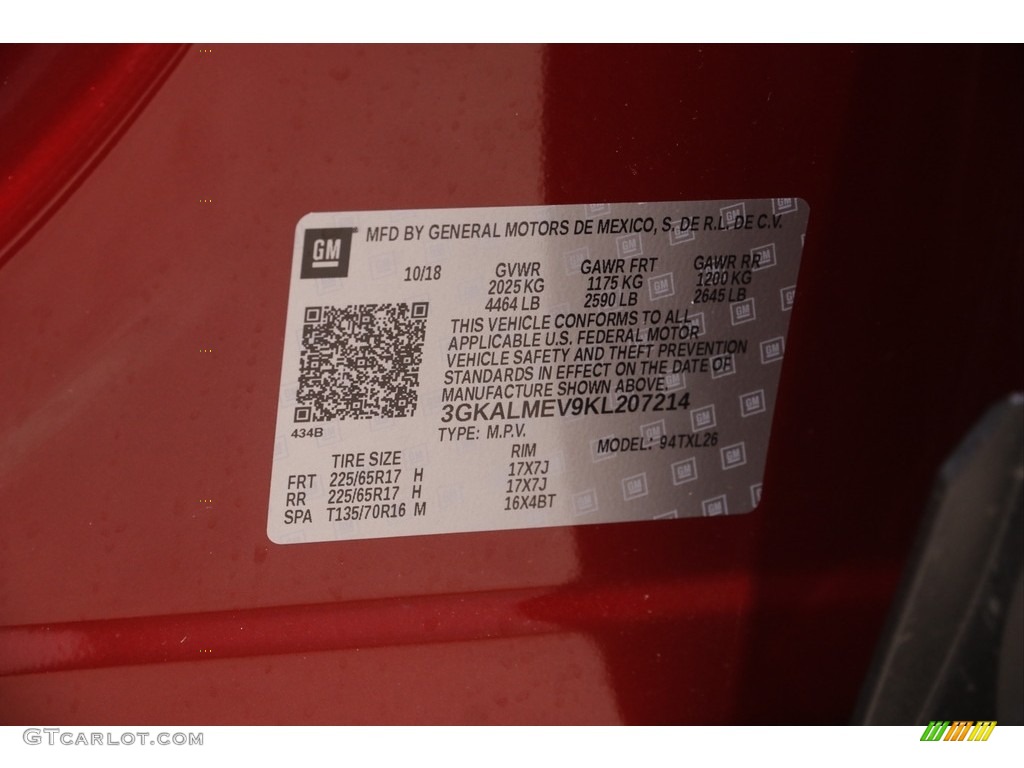 GM
MFD BY GENERAL MOTORS DE MEXICO, S. DE R.L. DE C.V.
10/18 GVWR GAWR FRT GAWR RR
2025 KG 1175 KG 1200 KG
4464 LB 2590 LB 2645 LB
THIS VEHICLE CONFORMS TO ALL
APPLICABLE U.S. FEDERAL MOTOR
VEHICLE SAFETY AND THEFT PREVENTION
STANDARDS IN EFFECT ON THE DATE OF
MANUFACTURE SHOWN ABOVE.
3GKALMEV9KL207214
434B
TYPE: M.P.V. MODEL: 94TXL26
TIRE SIZE RIM
FRT 225/65R17 H 17X7J
RR 225/65R17 H 17X7J
SPA T135/70R16 M 16X4BT
GTCarlot.com